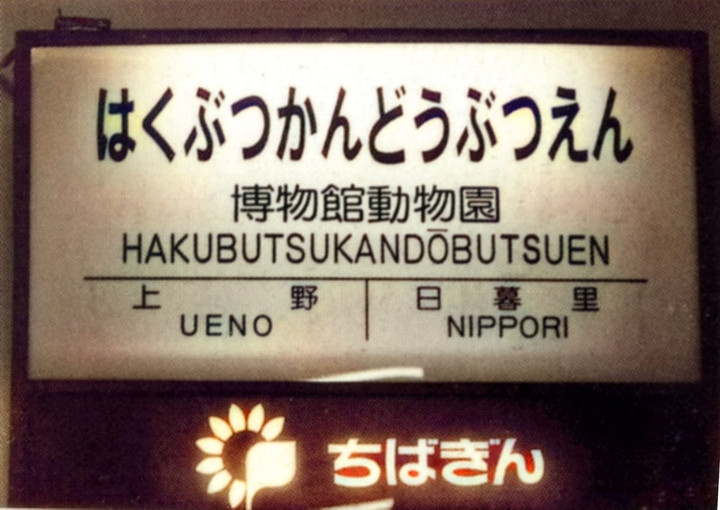 はくぶつかんどうぶつえん
博物館動物園
HAKUBUTSUKANDŌBUTSUEN
上野 日暮里
UENO NIPPORI
ちばぎん